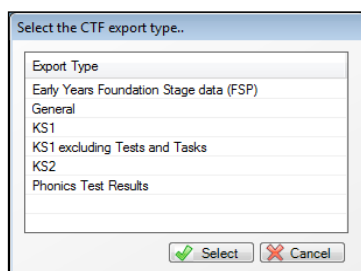 Select the CTF export type..
Export Type
Early Years Foundation Stage data (FSP)
General
KS1
KS1 excluding Tests and Tasks
KS2
Phonics Test Results
Select Cancel